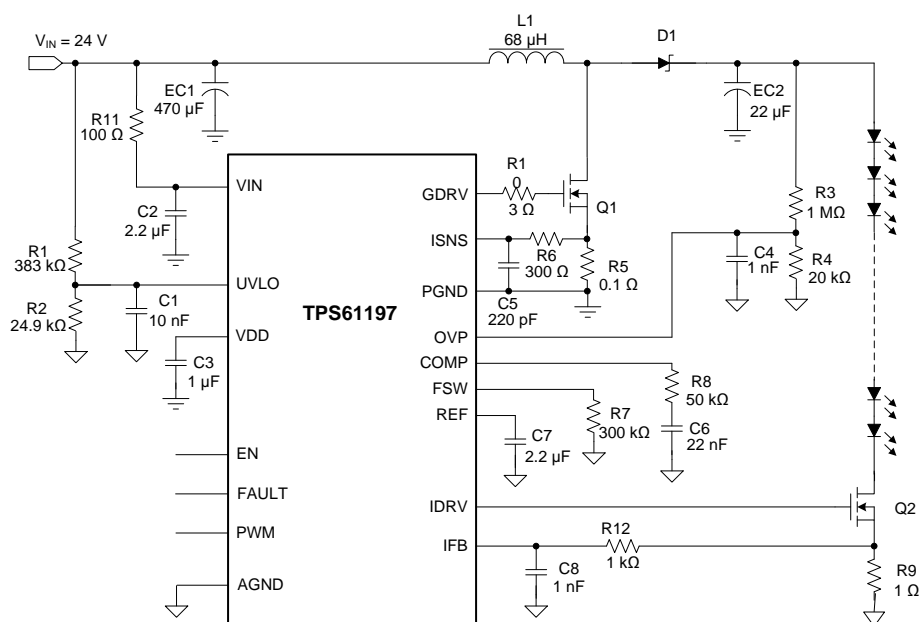 L1
68 µH
D1
VIN = 24 V
EC1
470 µF
EC2
22 µF
R11
100 Ω
R1
0
3 Ω
Q1
VIN
GDRV
C2
2.2 µF
R3
1 MΩ
ISNS
R6
300 Ω
R5
0.1 Ω
C4
1 nF
R4
20 kΩ
R1
383 kΩ
UVLO
PGND
C5
220 pF
R2
24.9 kΩ
C1
10 nF
TPS61197
VDD
OVP
C3
1 µF
COMP
FSW
REF
R8
50 kΩ
R7
300 kΩ
C6
22 nF
C7
2.2 µF
EN
FAULT
PWM
AGND
IDRV
Q2
IFB
R12
1 kΩ
C8
1 nF
R9
1 Ω